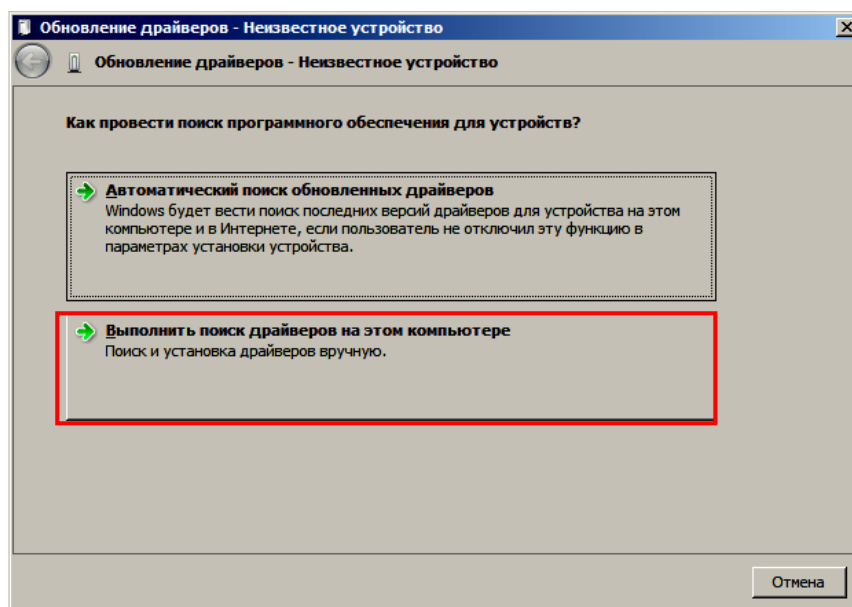 Обновление драйверов - Неизвестное устройство
Обновление драйверов - Неизвестное устройство
Как провести поиск программного обеспечения для устройств?
Автоматический поиск обновленных драйверов
Windows будет вести поиск последних версий драйверов для устройства на этом
компьютере и в Интернете, если пользователь не отключил эту функцию в
параметрах установки устройства.
Выполнить поиск драйверов на этом компьютере
Поиск и установка драйверов вручную.
Отмена